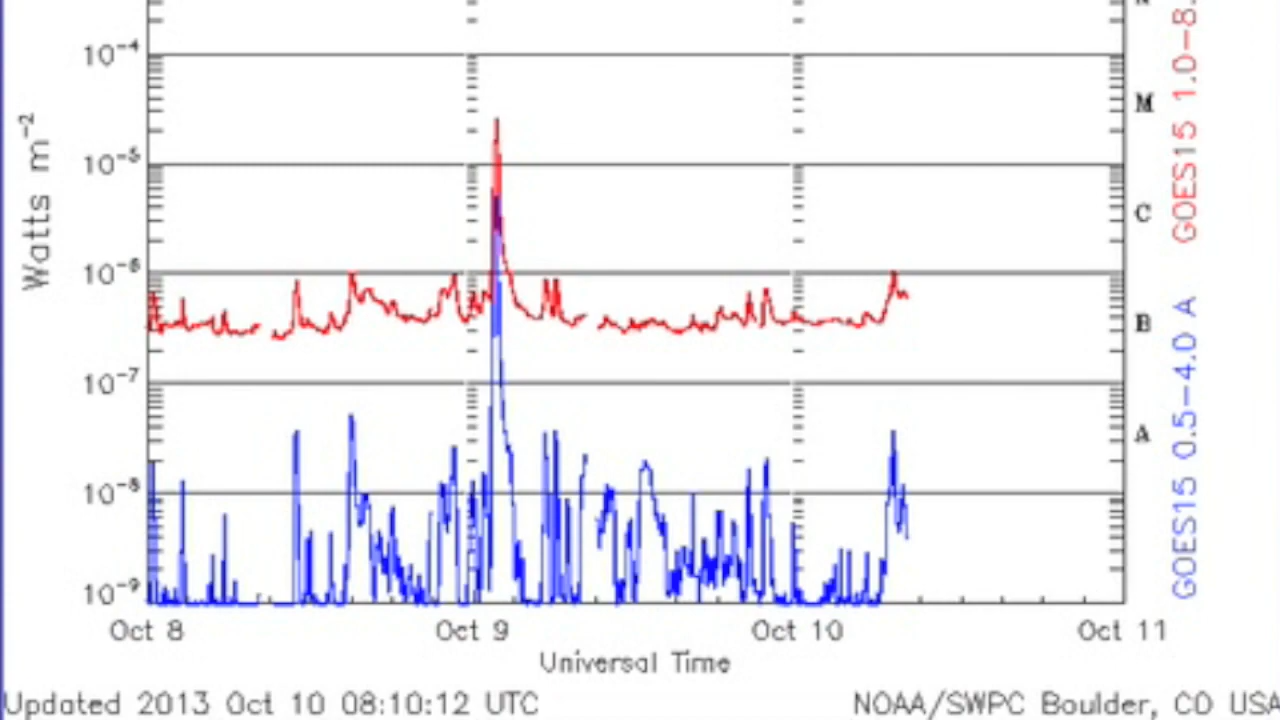 10-4
M
10-5
C
10-6
B
10-7
A
10-8
10-9
Watts m-2
GOES15 1.0-8.
GOES15 0.5-4.0 A
Oct 8 Oct 9 Oct 10 Oct 11
Universal Time
Updated 2013 Oct 10 08:10:12 UTC NOAA/SWPC Boulder, CO USA